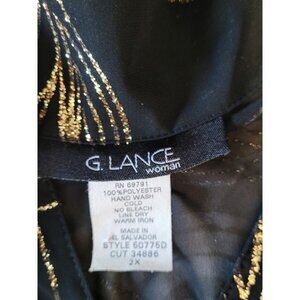 G. LANCE
woman
RN 69791
100% POLYESTER
HAND WASH
COLD
NO BLEACH
LINE DRY
WARM IRON
MADE IN
EL SALVADOR
STYLE 50775D
CUT 34886
2X